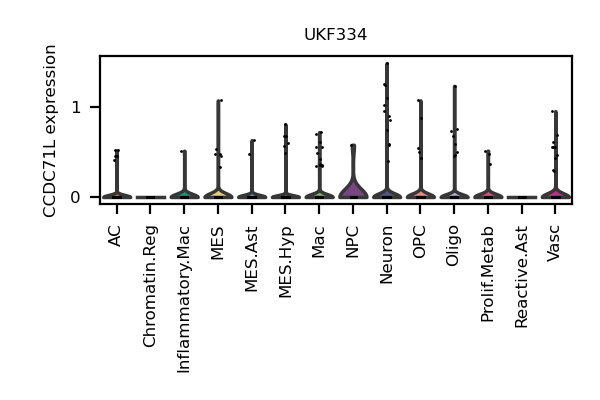 UKF334
CCDC71L expression
1
0
AC
Chromatin.Reg
Inflammatory.Mac
MES
MES.Ast
MES.Hyp
Mac
NPC
Neuron
OPC
Oligo
Prolif.Metab
Reactive.Ast
Vasc